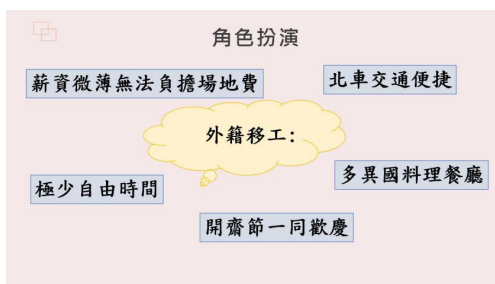 角色扮演
薪資微薄無法負擔場地費
北車交通便捷
外籍移工:
多異國料理餐廳
極少自由時間
開齋節一同歡慶